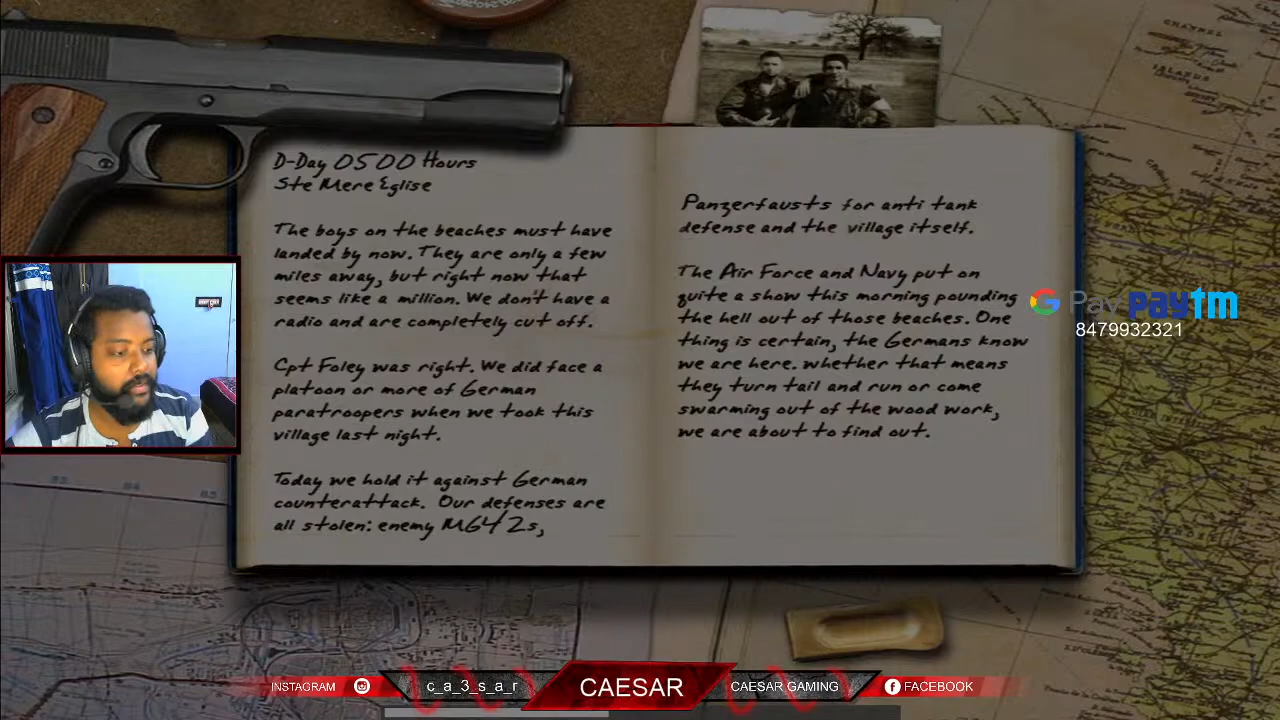 D-Day 0500 Hours
Ste Mere Eglise
The boys on the beaches must have
landed by now. They are only a few
miles away, but right now that
seems like a million. We don't have a
radio and are completely cut off.
Cpt Foley was right. We did face a
platoon or more of German
paratroopers when we took this
village last night.
Today we hold it against German
counterattack. Our defenses are
all stolen: enemy MG42s,
Panzerfausts for anti tank
defense and the village itself.
The Air Force and Navy put on
quite a show this morning pounding
the hell out of those beaches. One
thing is certain, the Germans know
we are here. whether that means
they turn tail and run or come
swarming out of the wood work,
we are about to find out.
G Pay paytm
8479932321
CHANNEL
ISLANDS
INSTAGRAM
c_a_3_s_a_r
CAESAR
CAESAR GAMING
FACEBOOK